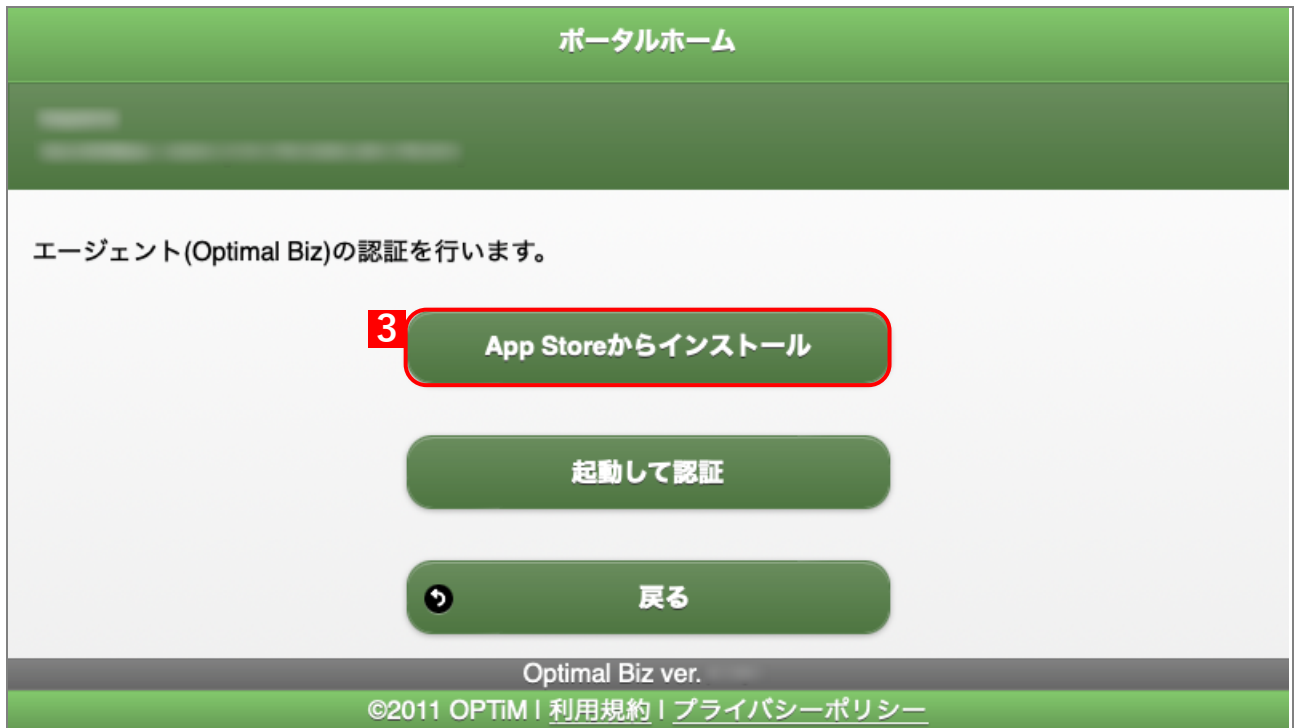 ポータルホーム
エージェント(Optimal Biz)の認証を行います。
3
App Storeからインストール
起動して認証
戻る
Optimal Biz ver.
©2011 OPTiM | 利用規約 | プライバシーポリシー